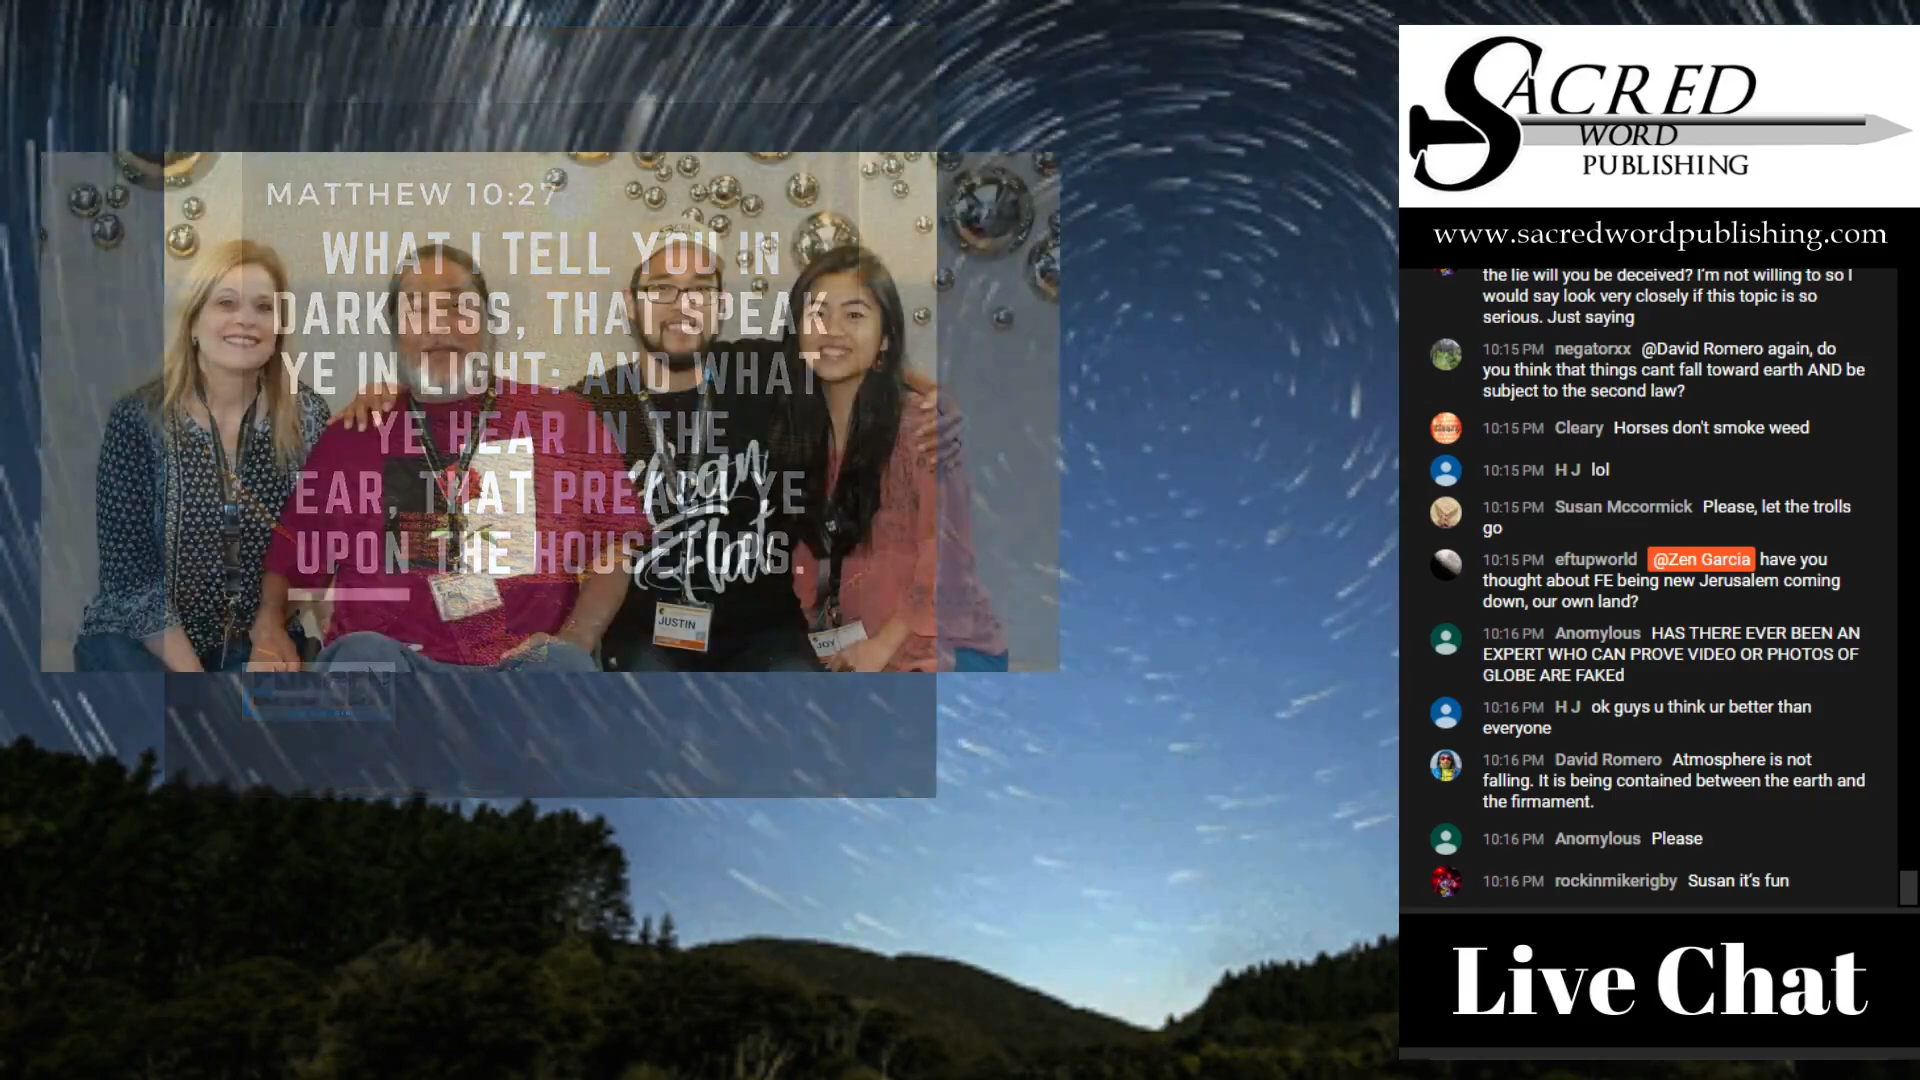 MATTHEW 10:27
WHAT I TELL YOU IN
DARKNESS, THAT SPEAK
YE IN LIGHT: AND WHAT
YE HEAR IN THE
EAR, THAT PREACH YE
UPON THE HOUSETOPS.
Flat
JUSTIN
JOY
SACRED
WORD
PUBLISHING
www.sacredwordpublishing.com
the lie will you be deceived? I'm not willing to so I
would say look very closely if this topic is so
serious. Just saying
10:15 PM negatorxx @David Romero again, do
you think that things cant fall toward earth AND be
subject to the second law?
10:15 PM Cleary Horses don't smoke weed
10:15 PM H J lol
10:15 PM Susan Mccormick Please, let the trolls
go
10:15 PM eftupworld @Zen Garcia have you
thought about FE being new Jerusalem coming
down, our own land?
10:16 PM Anomylous HAS THERE EVER BEEN AN
EXPERT WHO CAN PROVE VIDEO OR PHOTOS OF
GLOBE ARE FAKEd
10:16 PM H J ok guys u think ur better than
everyone
10:16 PM David Romero Atmosphere is not
falling. It is being contained between the earth and
the firmament.
10:16 PM Anomylous Please
10:16 PM rockinmikerigby Susan it's fun
Live Chat